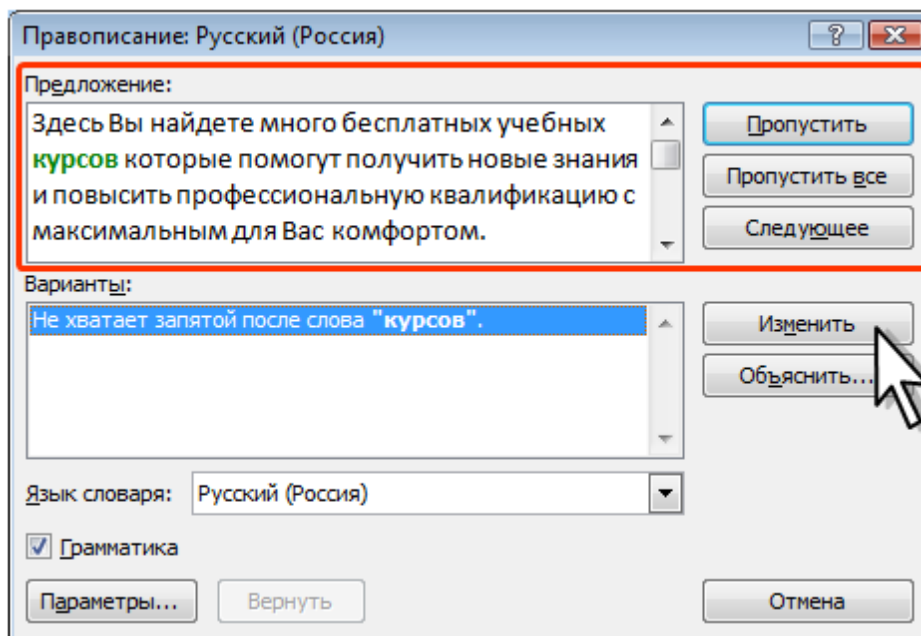 Правописание: Русский (Россия)
Предложение:
Здесь Вы найдете много бесплатных учебных
курсов которые помогут получить новые знания
и повысить профессиональную квалификацию с
максимальным для Вас комфортом.
Пропустить
Пропустить все
Следующее
Варианты:
Не хватает запятой после слова "курсов".
Изменить
Объяснить...
Язык словаря: Русский (Россия)
Грамматика
Параметры... Вернуть Отмена